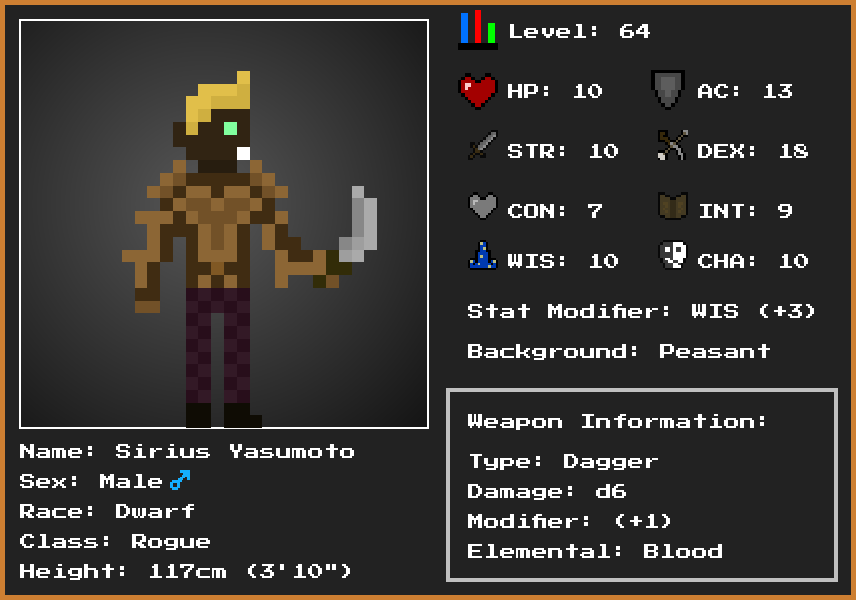 Level: 64
HP: 10 AC: 13
STR: 10 DEX: 18
CON: 7 INT: 9
WIS: 10 CHA: 10
Stat Modifier: WIS (+3)
Background: Peasant
Weapon Information:
Type: Dagger
Damage: d6
Modifier: (+1)
Elemental: Blood
Name: Sirius Yasumoto
Sex: Male ♂
Race: Dwarf
Class: Rogue
Height: 117cm (3'10")